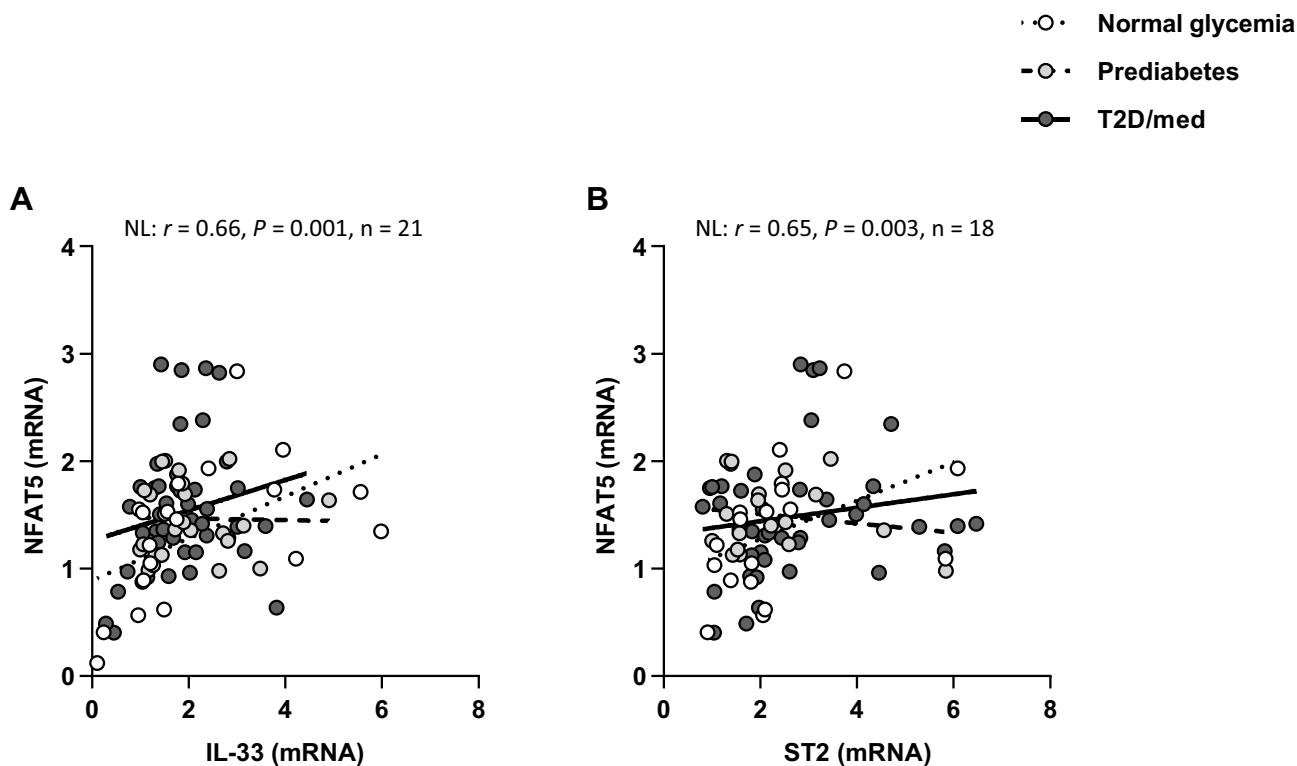 Normal glycemia
Prediabetes
T2D/med
A
NL: r = 0.66, P = 0.001, n = 21
4
3
2
1
0
NFAT5 (mRNA)
0 2 4 6 8
IL-33 (mRNA)
B
NL: r = 0.65, P = 0.003, n = 18
4
3
2
1
0
NFAT5 (mRNA)
0 2 4 6 8
ST2 (mRNA)